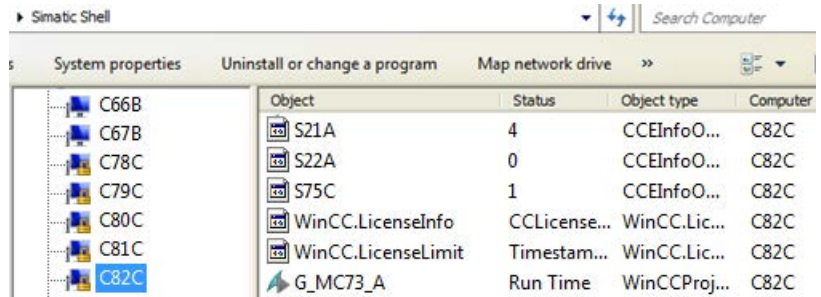 Simatic Shell Search Computer
System properties Uninstall or change a program Map network drive »
Object Status Object type Computer
C66B S21A 4 CCEInfoO... C82C
C67B S22A 0 CCEInfoO... C82C
C78C S75C 1 CCEInfoO... C82C
C79C WinCC.LicenseInfo CCLicense... WinCC.Lic... C82C
C80C WinCC.LicenseLimit Timestam... WinCC.Lic... C82C
C81C G_MC73_A Run Time WinCCProj... C82C
C82C